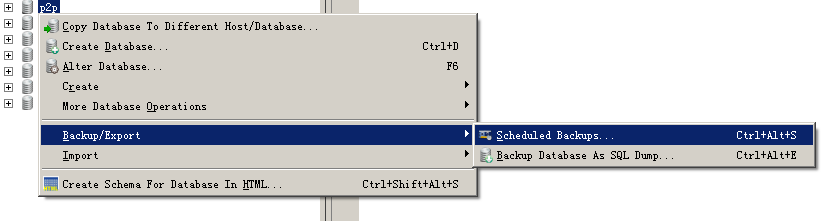 p2p
Copy Database To Different Host/Database...
Create Database... Ctrl+D
Alter Database... F6
Create
More Database Operations
Backup/Export
Scheduled Backups... Ctrl+Alt+S
Import
Backup Database As SQL Dump... Ctrl+Alt+E
Create Schema For Database In HTML... Ctrl+Shift+Alt+S